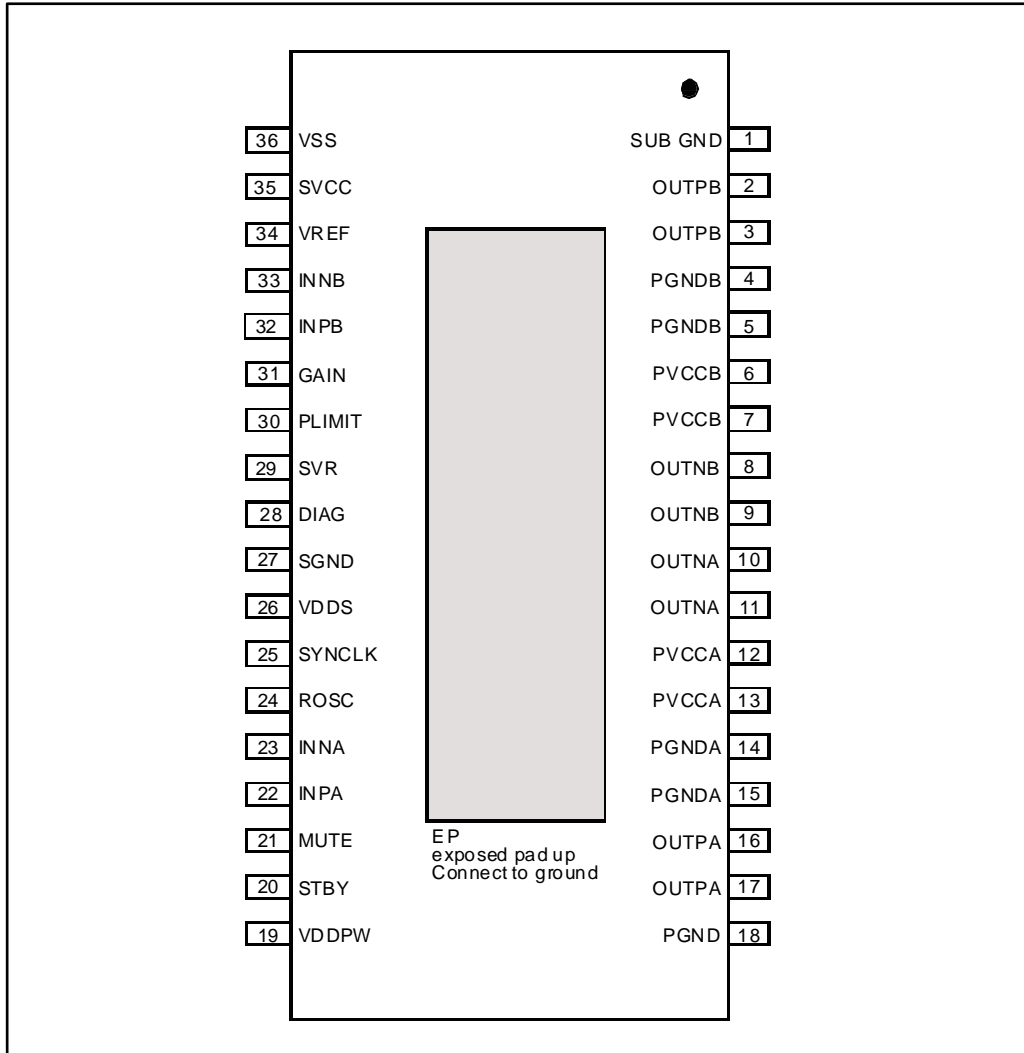 36 VSS SUB GND 1
35 SVCC OUTPB 2
34 VREF OUTPB 3
33 INNB PGNDB 4
32 INPB PGNDB 5
31 GAIN PVCCB 6
30 PLIMIT PVCCB 7
29 SVR OUTNB 8
28 DIAG OUTNB 9
27 SGND OUTNA 10
26 VDDS OUTNA 11
25 SYNCLK PVCCA 12
24 ROSC PVCCA 13
23 INNA PGNDA 14
22 INPA PGNDA 15
21 MUTE OUTPA 16
20 STBY OUTPA 17
19 VDDPW PGND 18
EP
exposed pad up
Connect to ground